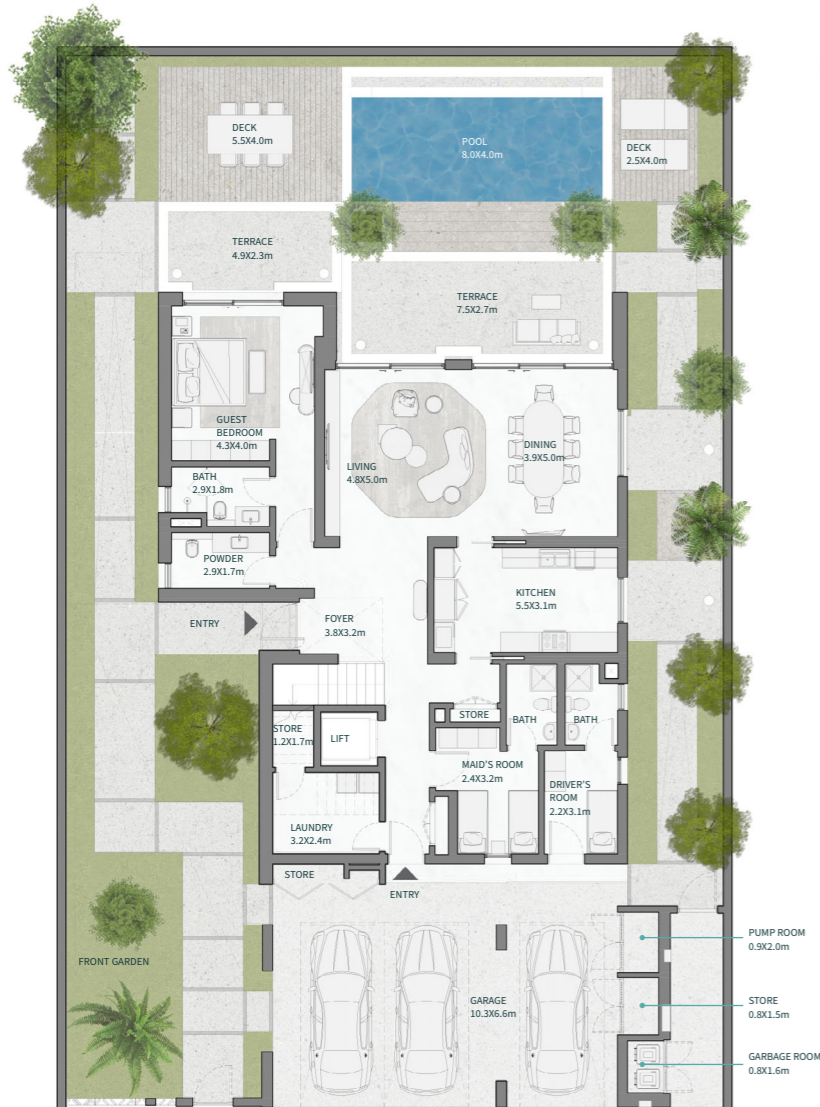 DECK
5.5X4.0m
POOL
8.0X4.0m
DECK
2.5X4.0m
TERRACE
4.9X2.3m
TERRACE
7.5X2.7m
GUEST
BEDROOM
4.3X4.0m
DINING
3.9X5.0m
LIVING
4.8X5.0m
BATH
2.9X1.8m
POWDER
2.9X1.7m
KITCHEN
5.5X3.1m
ENTRY
FOYER
3.8X3.2m
STORE
BATH
BATH
STORE
1.2X1.7m
LIFT
MAID'S ROOM
2.4X3.2m
DRIVER'S
ROOM
2.2X3.1m
LAUNDRY
3.2X2.4m
STORE
ENTRY
PUMP ROOM
0.9X2.0m
FRONT GARDEN
GARAGE
10.3X6.6m
STORE
0.8X1.5m
GARBAGE ROOM
0.8X1.6m